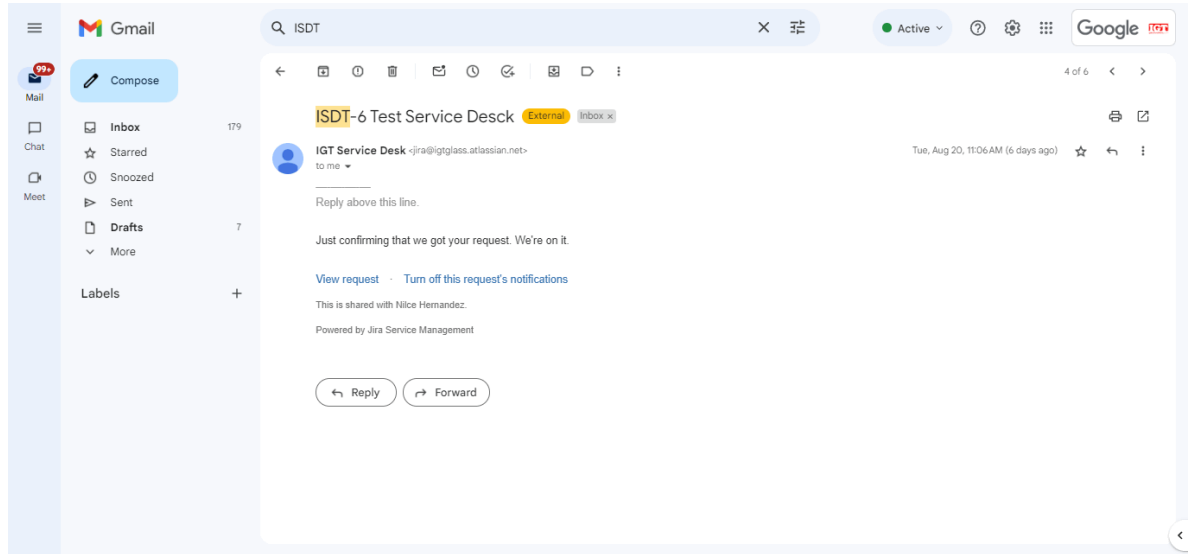 Gmail
ISDT
Active
Google IGT
99+
Mail
Chat
Meet
Compose
Inbox 179
Starred
Snoozed
Sent
Drafts 7
More
Labels
4 of 6
ISDT-6 Test Service Desck External Inbox x
IGT Service Desk <jira@igtglass.atlassian.net> Tue, Aug 20, 11:06 AM (6 days ago)
to me
Reply above this line.
Just confirming that we got your request. We're on it.
View request · Turn off this request's notifications
This is shared with Nilce Hernandez.
Powered by Jira Service Management
Reply Forward